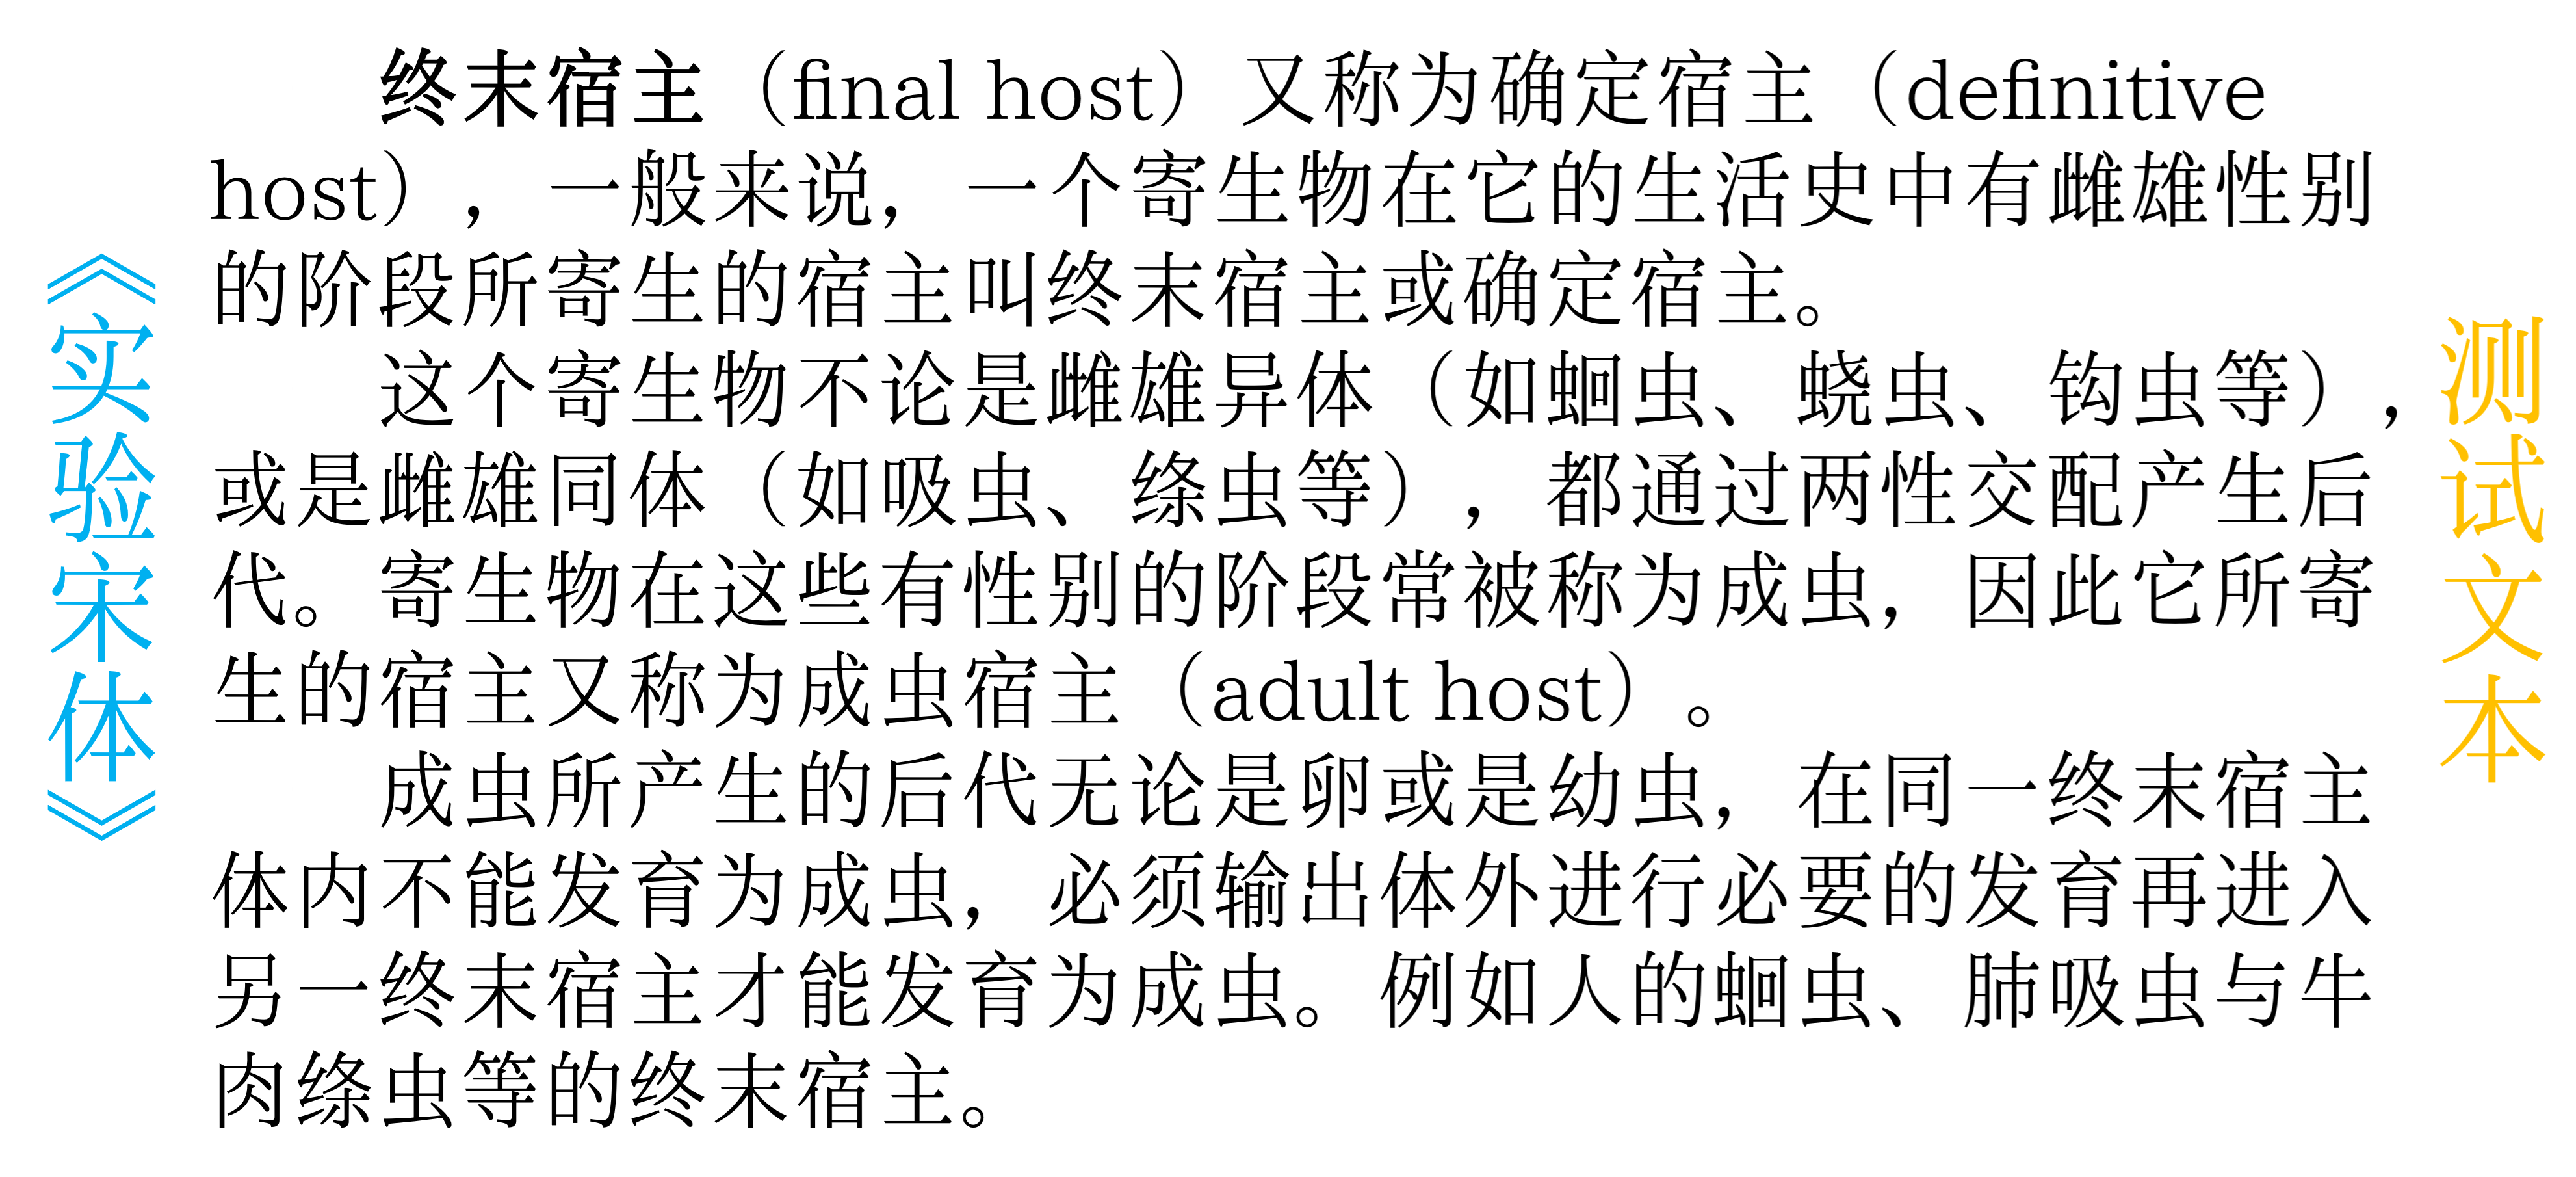 《实验宋体》
终末宿主（final host）又称为确定宿主（definitive
host），一般来说，一个寄生物在它的生活史中有雌雄性别
的阶段所寄生的宿主叫终末宿主或确定宿主。
这个寄生物不论是雌雄异体（如蛔虫、蛲虫、钩虫等），
或是雌雄同体（如吸虫、绦虫等），都通过两性交配产生后
代。寄生物在这些有性别的阶段常被称为成虫，因此它所寄
生的宿主又称为成虫宿主（adult host）。
成虫所产生的后代无论是卵或是幼虫，在同一终末宿主
体内不能发育为成虫，必须输出体外进行必要的发育再进入
另一终末宿主才能发育为成虫。例如人的蛔虫、肺吸虫与牛
肉绦虫等的终末宿主。
测试文本